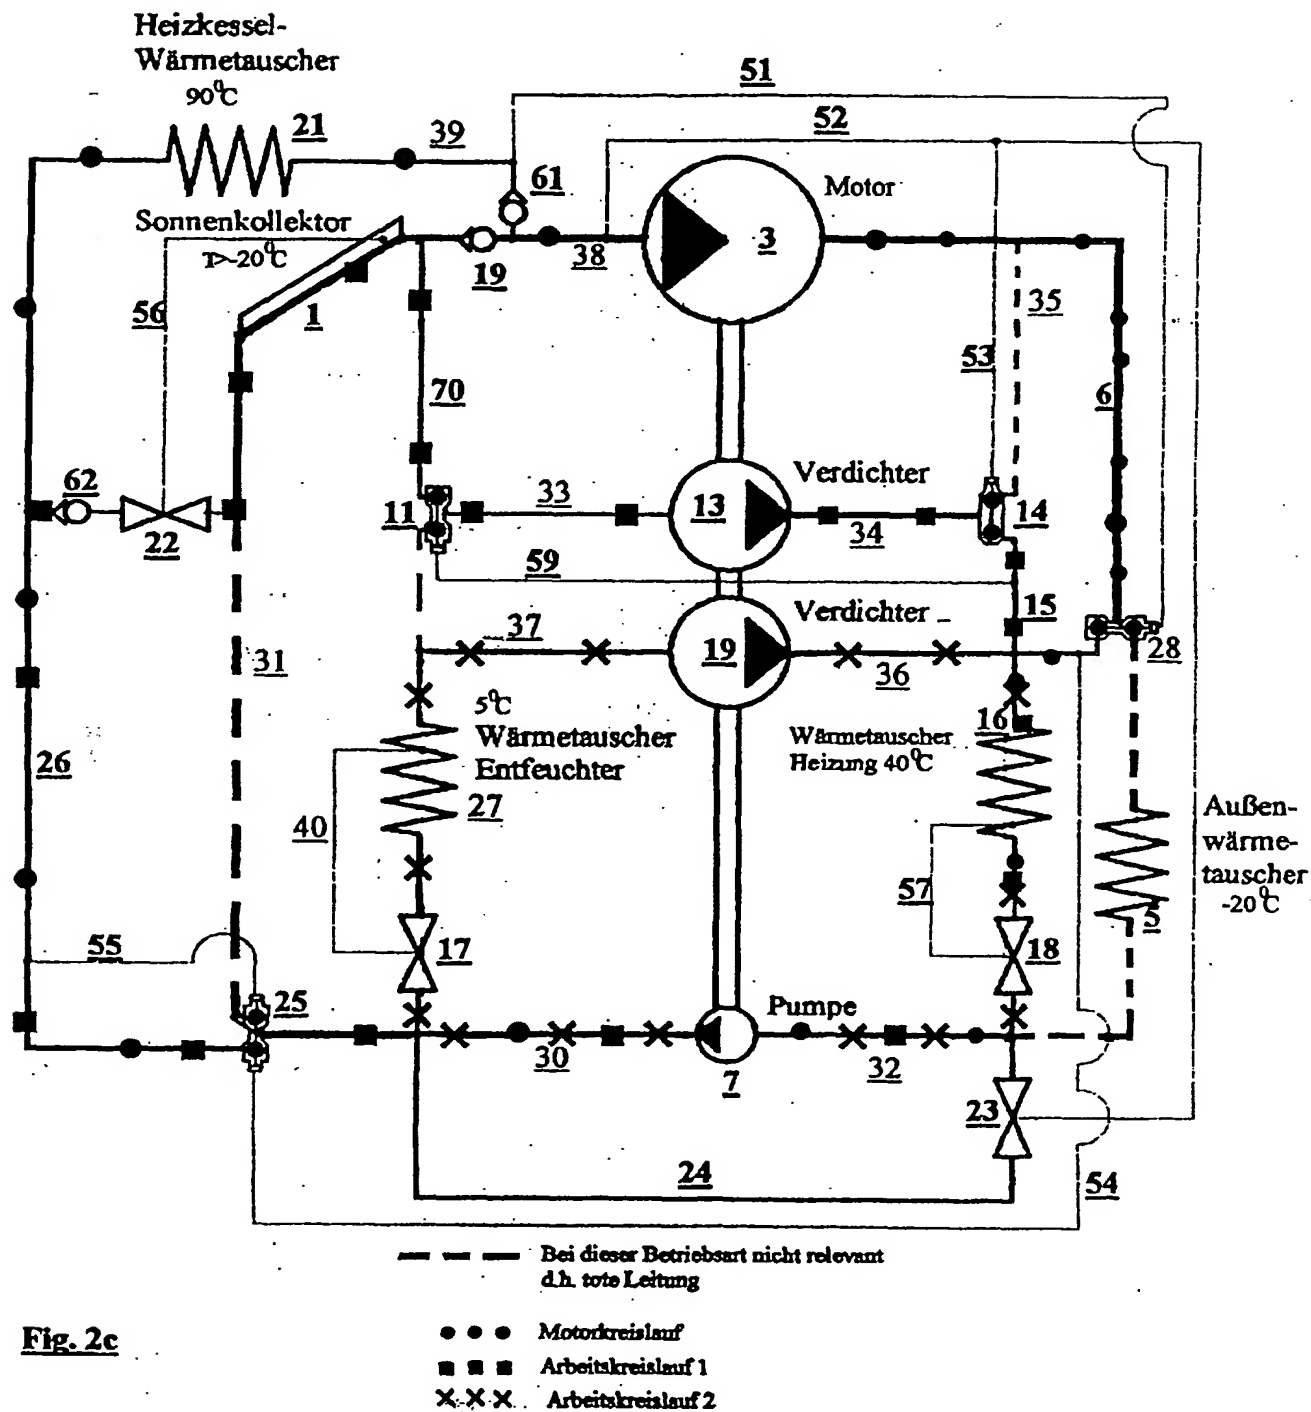 Heizkessel-
Wärmetauscher
90°C
21
39
51
52
61
Motor
3
Sonnenkollektor
T>-20°C
38
19
56
1
35
53
6
70
62
Verdichter
33
13
11
14
34
22
59
15
Verdichter
37
19
36
28
31
5°C
Wärmetauscher
Entfeuchter
27
16
Wärmetauscher
Heizung 40°C
26
40
Außen-
wärme-
tauscher
-20°C
5
57
55
17
18
25
Pumpe
30
7
32
23
24
54
Bei dieser Betriebsart nicht relevant
d.h. tote Leitung
Fig. 2c
Motorkreislauf
Arbeitskreislauf 1
Arbeitskreislauf 2